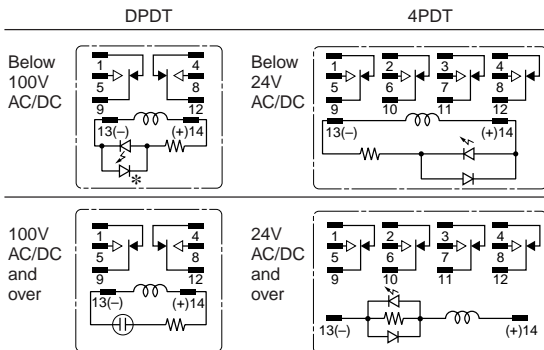 DPDT 4PDT
Below
100V
AC/DC
1 4
5 8
9 12
13(–) (+)14
*
Below
24V
AC/DC
1 2 3 4
5 6 7 8
9 10 11 12
13(–) (+)14
100V
AC/DC
and
over
1 4
5 8
9 12
13(–) (+)14
24V
AC/DC
and
over
1 2 3 4
5 6 7 8
9 10 11 12
13(–) (+)14